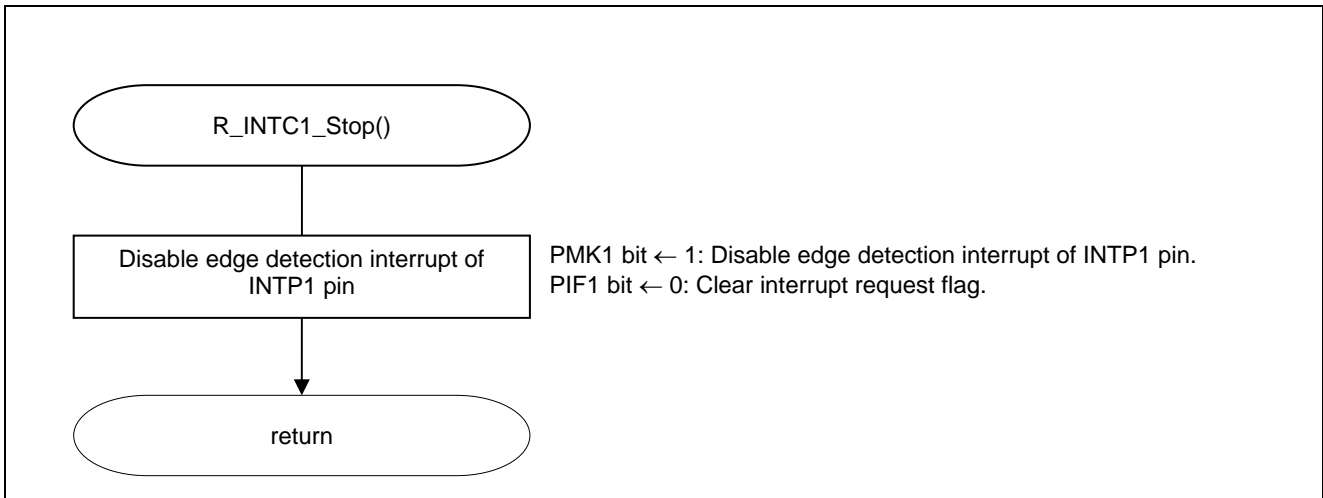 R_INTC1_Stop()
Disable edge detection interrupt of
INTP1 pin
PMK1 bit ← 1: Disable edge detection interrupt of INTP1 pin.
PIF1 bit ← 0: Clear interrupt request flag.
return